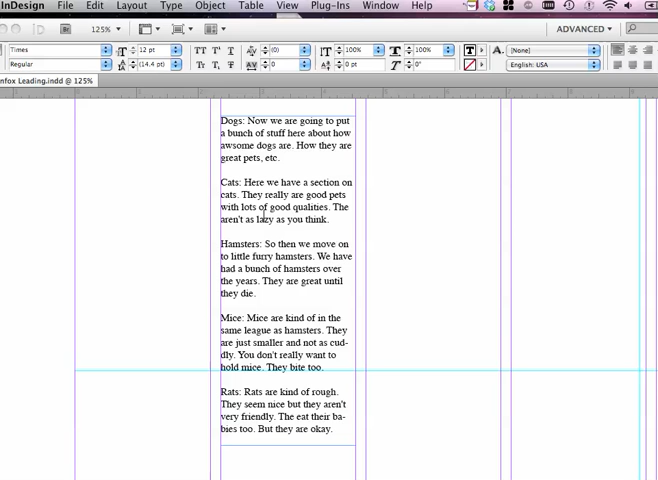 InDesign File Edit Layout Type Object Table View Plug-Ins Window Help
125% ADVANCED
Times 12 pt (0) 100% 100% [None]
Regular (14.4 pt) 0 0 pt 0° English: USA
nfox Leading.indd @ 125%
Dogs: Now we are going to put
a bunch of stuff here about how
awsome dogs are. How they are
great pets, etc.
Cats: Here we have a section on
cats. They really are good pets
with lots of good qualities. The
aren't as lazy as you think.
Hamsters: So then we move on
to little furry hamsters. We have
had a bunch of hamsters over
the years. They are great until
they die.
Mice: Mice are kind of in the
same league as hamsters. They
are just smaller and not as cud-
dly. You don't really want to
hold mice. They bite too.
Rats: Rats are kind of rough.
They seem nice but they aren't
very friendly. The eat their ba-
bies too. But they are okay.